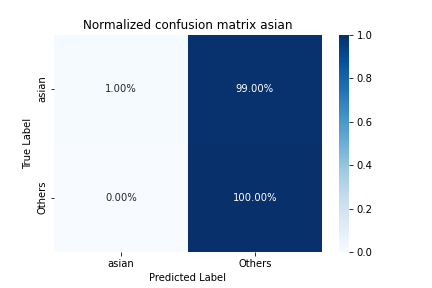 Normalized confusion matrix asian
1.00% 99.00%
0.00% 100.00%
asian
Others
True Label
asian Others
Predicted Label
1.0
0.8
0.6
0.4
0.2
0.0